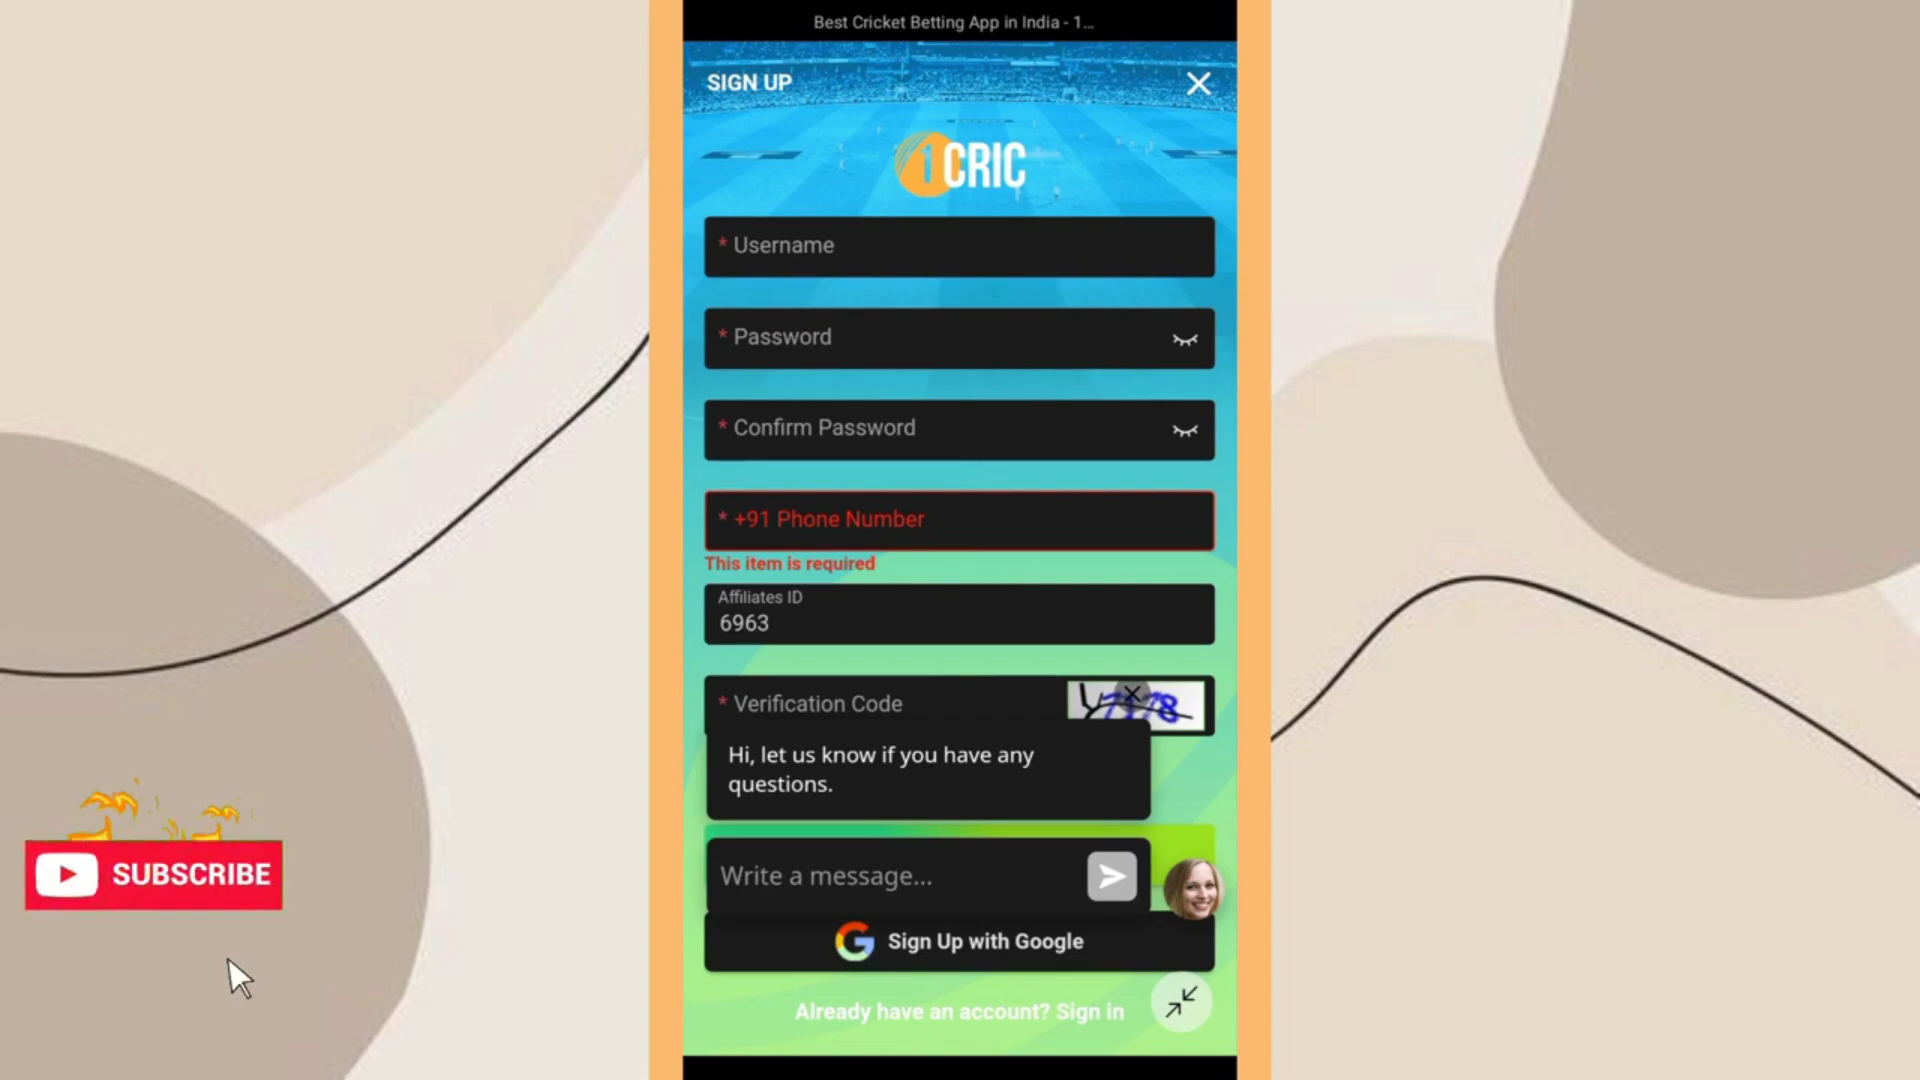 Best Cricket Betting App in India - 1...
SIGN UP
1CRIC
* Username
* Password
* Confirm Password
* +91 Phone Number
This item is required
Affiliates ID
6963
* Verification Code
Hi, let us know if you have any
questions.
Write a message...
SUBSCRIBE
Sign Up with Google
Already have an account? Sign in